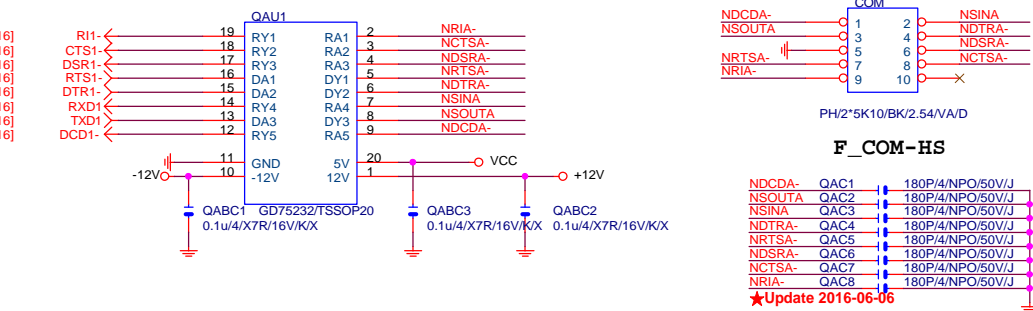 QAU1
6] RI1- 19 RY1 RA1 2 NRIA-
6] CTS1- 18 RY2 RA2 3 NCTSA-
6] DSR1- 17 RY3 RA3 4 NDSRA-
6] RTS1- 16 DA1 DY1 5 NRTSA-
6] DTR1- 15 DA2 DY2 6 NDTRA-
6] RXD1 14 RY4 RA4 7 NSINA
6] TXD1 13 DA3 DY3 8 NSOUTA
6] DCD1- 12 RY5 RA5 9 NDCDA-
11 GND 5V 20 VCC
-12V 10 -12V 12V 1 +12V
QABC1 GD75232/TSSOP20 QABC3 QABC2
0.1u/4/X7R/16V/K/X 0.1u/4/X7R/16V/K/X 0.1u/4/X7R/16V/K/X
COM
NDCDA- 1 2 NSINA
NSOUTA 3 4 NDTRA-
5 6 NDSRA-
NRTSA- 7 8 NCTSA-
NRIA- 9 10
PH/2*5K10/BK/2.54/VA/D
F_COM-HS
NDCDA- QAC1 180P/4/NPO/50V/J
NSOUTA QAC2 180P/4/NPO/50V/J
NSINA QAC3 180P/4/NPO/50V/J
NDTRA- QAC4 180P/4/NPO/50V/J
NRTSA- QAC5 180P/4/NPO/50V/J
NDSRA- QAC6 180P/4/NPO/50V/J
NCTSA- QAC7 180P/4/NPO/50V/J
NRIA- QAC8 180P/4/NPO/50V/J
★Update 2016-06-06